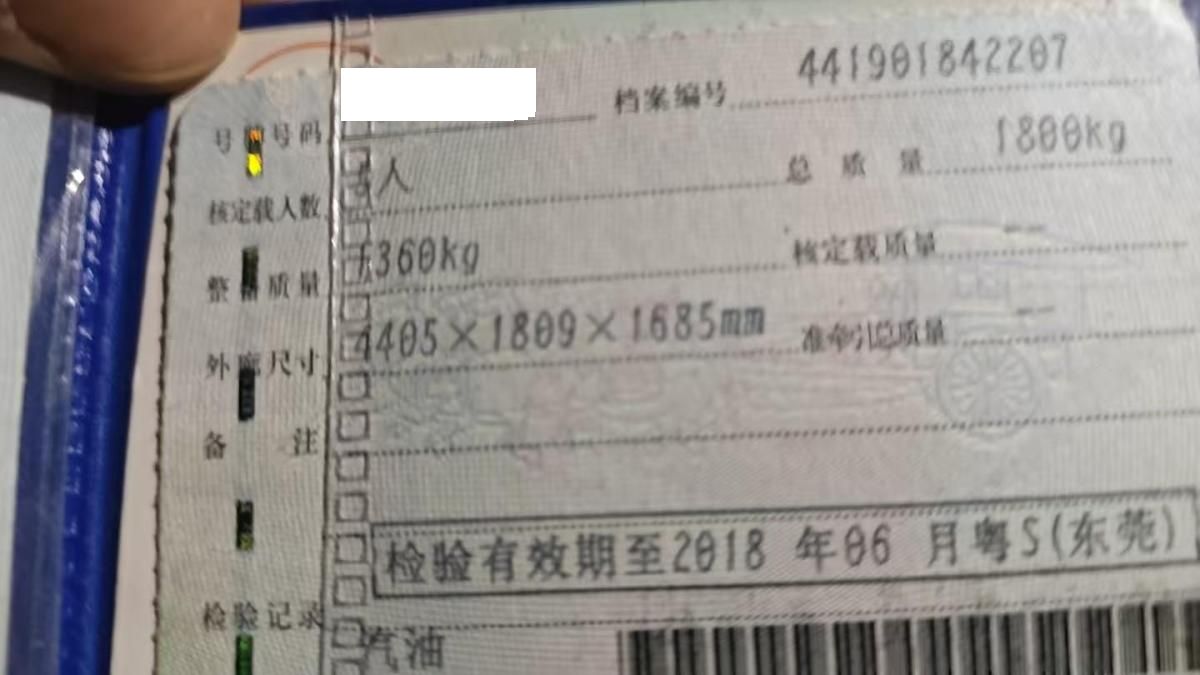 号牌号码 档案编号 441901842207
核定载人数 人 总质量 1800kg
整备质量 1360kg 核定载质量 --
外廓尺寸 4405×1809×1685mm 准牵引总质量 --
备注
检验有效期至2018 年06 月粤S(东莞)
检验记录
汽油